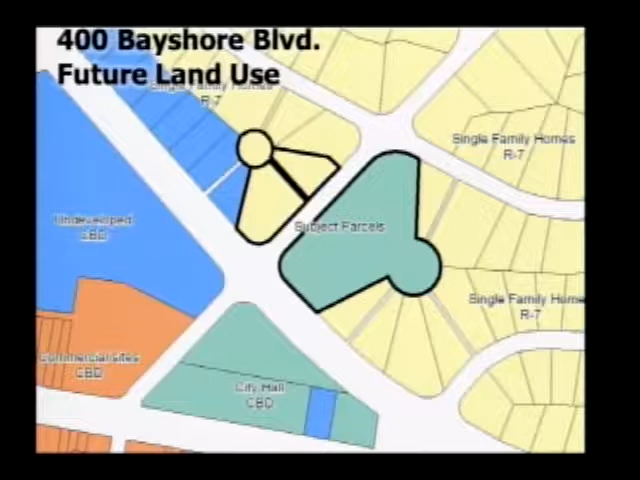 400 Bayshore Blvd.
Future Land Use
Single Family Homes
R-7
Single Family Homes
R-7
Undeveloped
CBD
Subject Parcels
Single Family Home
R-7
Commercial sites
CBD
City Hall
CBD